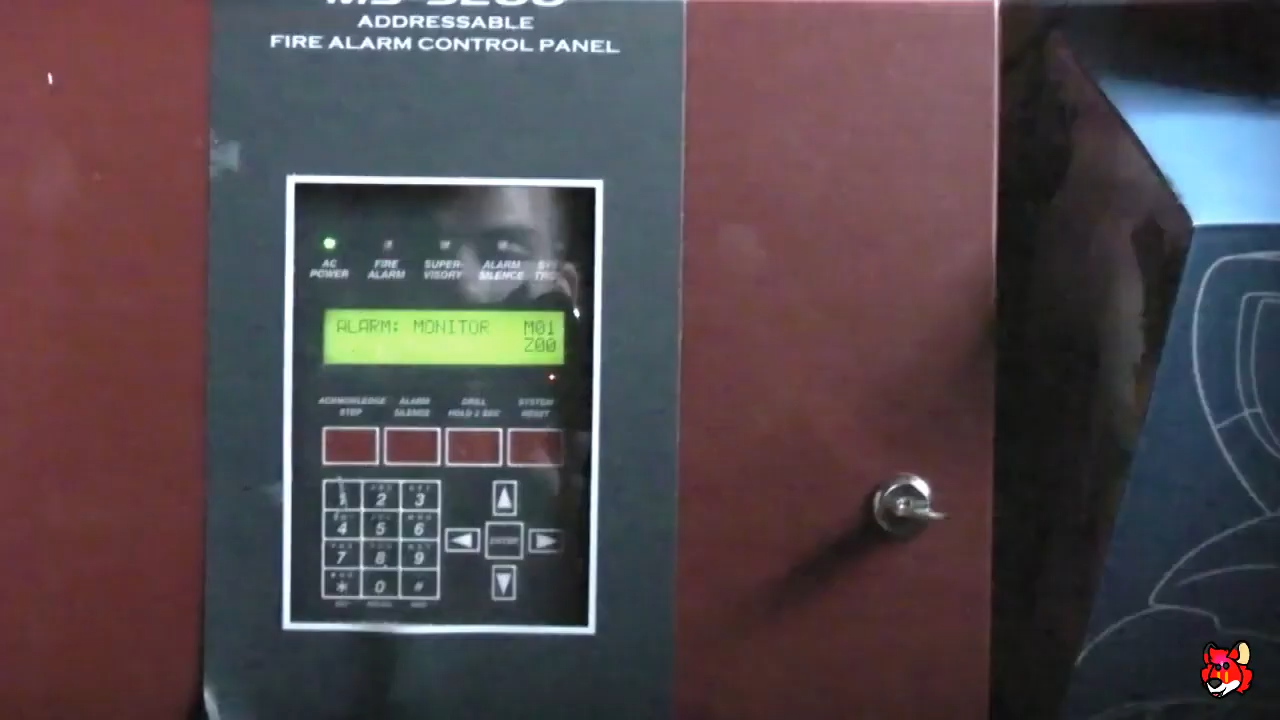 ADDRESSABLE
FIRE ALARM CONTROL PANEL
AC POWER
FIRE ALARM
SUPER-VISORY
ALARM SILENCE
ALARM: MONITOR M01
Z00
ACKNOWLEDGE STEP
ALARM SILENCE
DRILL HOLD 2 SEC
SYSTEM RESET
1 2 3
4 5 6
7 8 9
* 0 #
ENTER